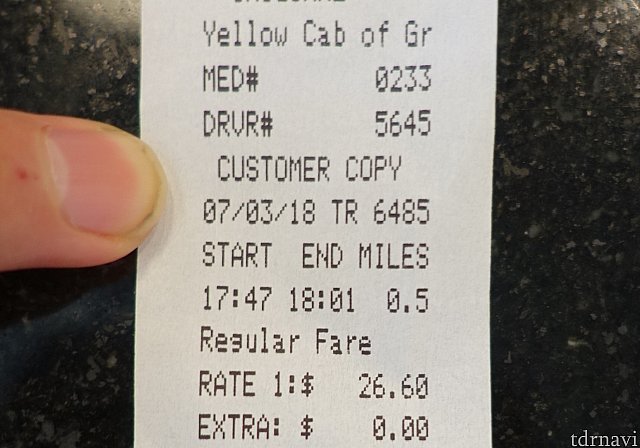 Yellow Cab of Gr
MED# 0233
DRVR# 5645
CUSTOMER COPY
07/03/18 TR 6485
START END MILES
17:47 18:01 0.5
Regular Fare
RATE 1:$ 26.60
EXTRA: $ 0.00
tdrnavi